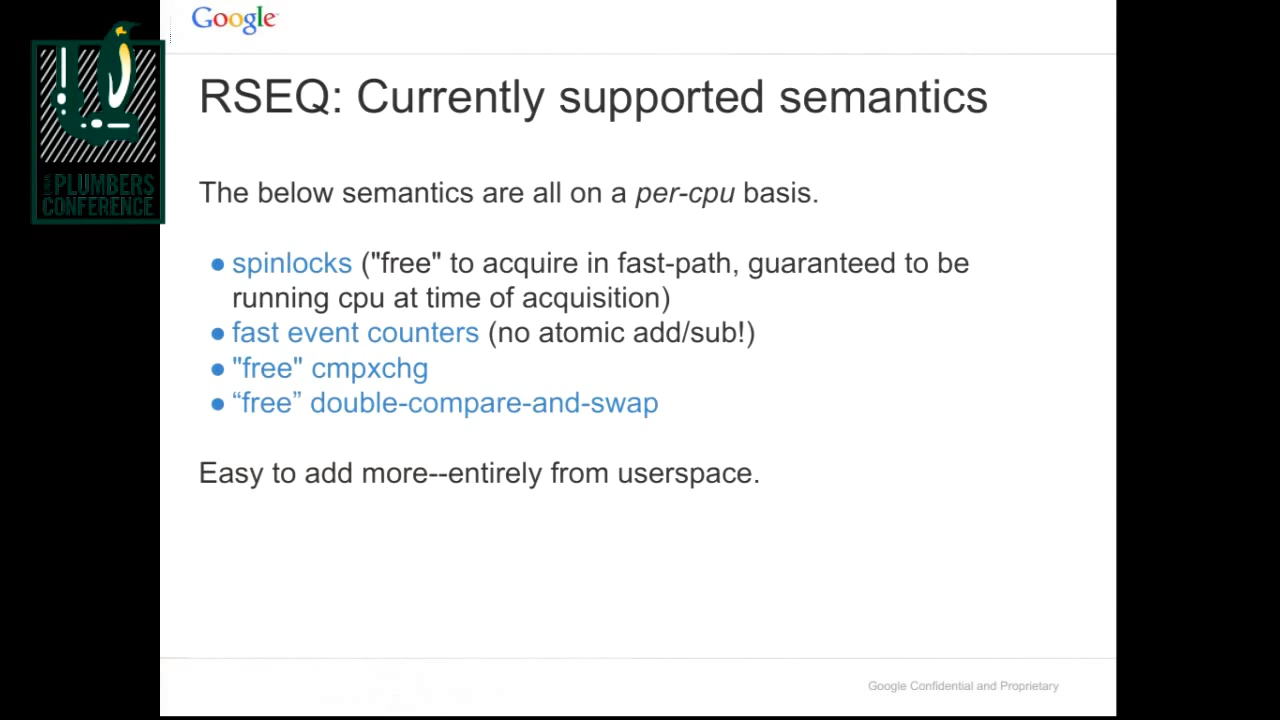 Google
RSEQ: Currently supported semantics
PLUMBERS
CONFERENCE
The below semantics are all on a per-cpu basis.
● spinlocks ("free" to acquire in fast-path, guaranteed to be
running cpu at time of acquisition)
● fast event counters (no atomic add/sub!)
● "free" cmpxchg
● “free” double-compare-and-swap
Easy to add more--entirely from userspace.
Google Confidential and Proprietary